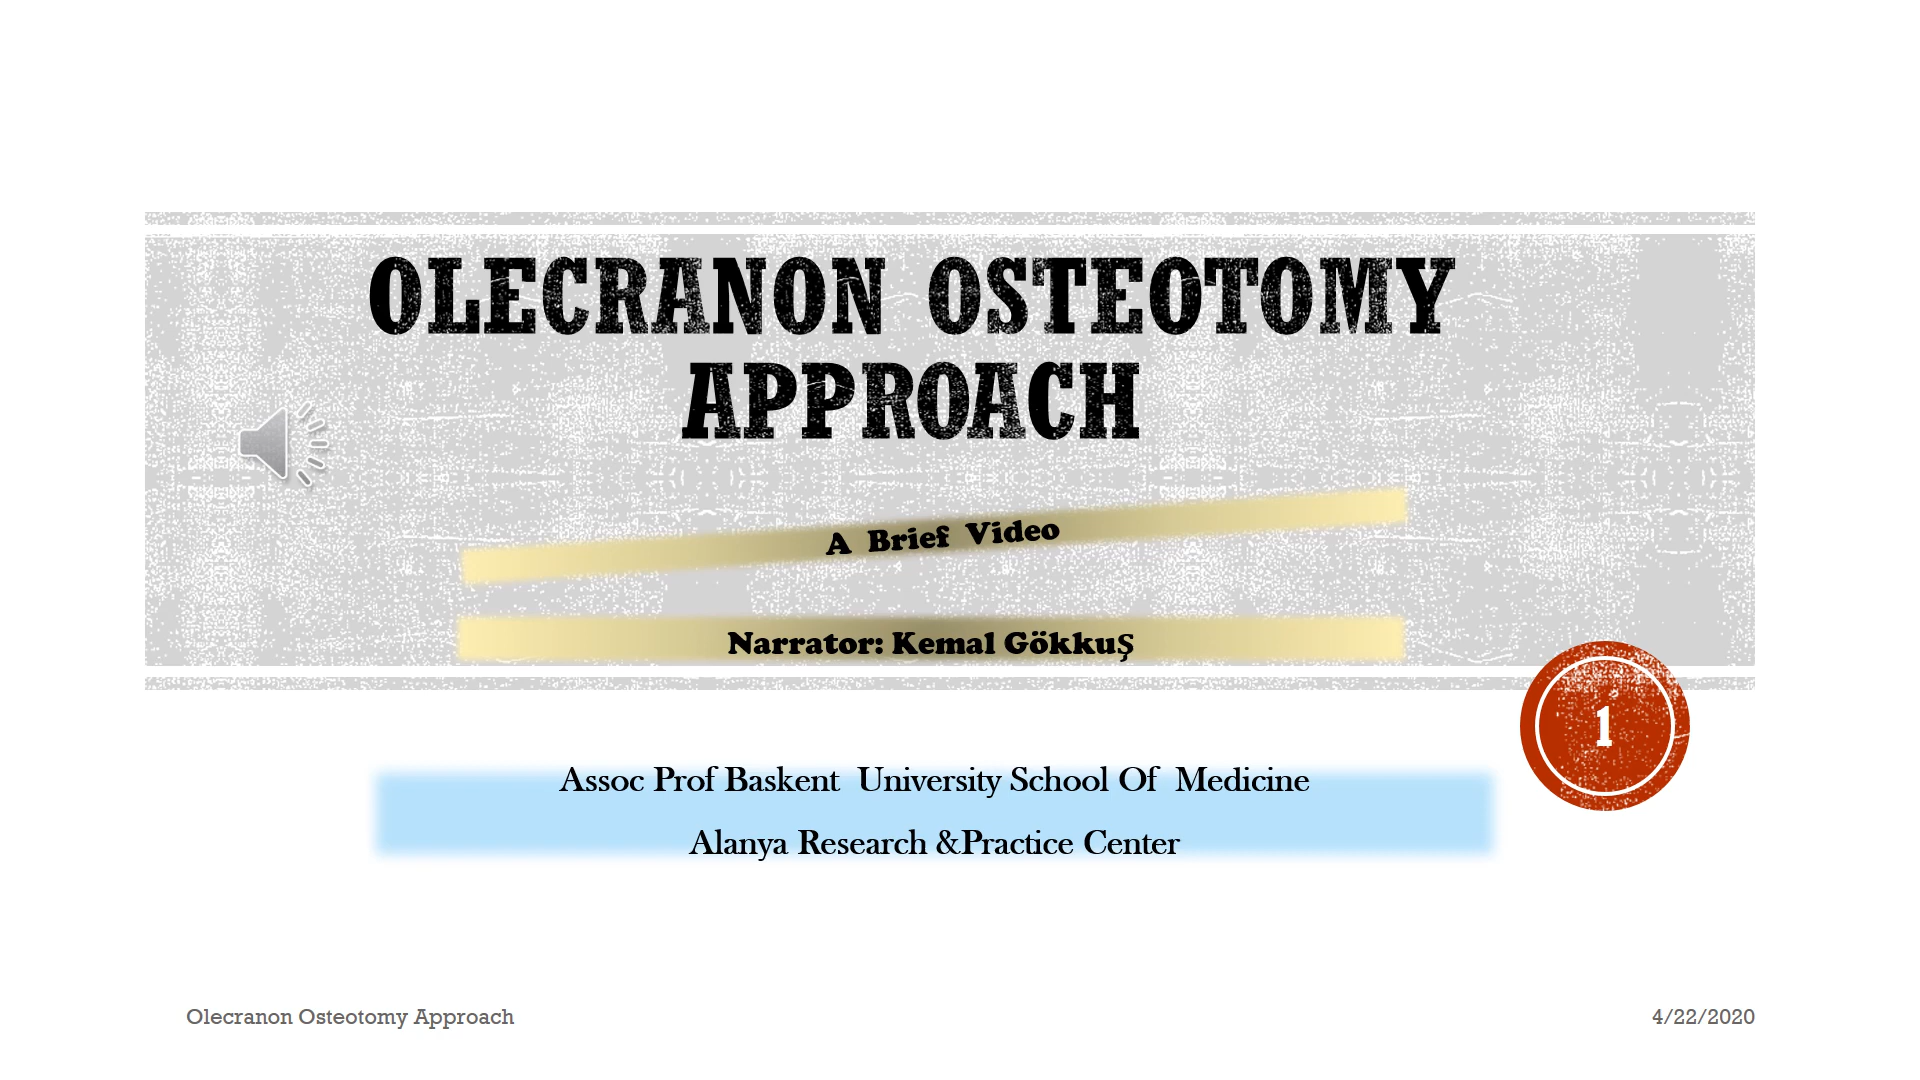 OLECRANON OSTEOTOMY
APPROACH
A Brief Video
Narrator: Kemal Gökkuş
1
Assoc Prof Baskent University School Of Medicine
Alanya Research &Practice Center
Olecranon Osteotomy Approach
4/22/2020